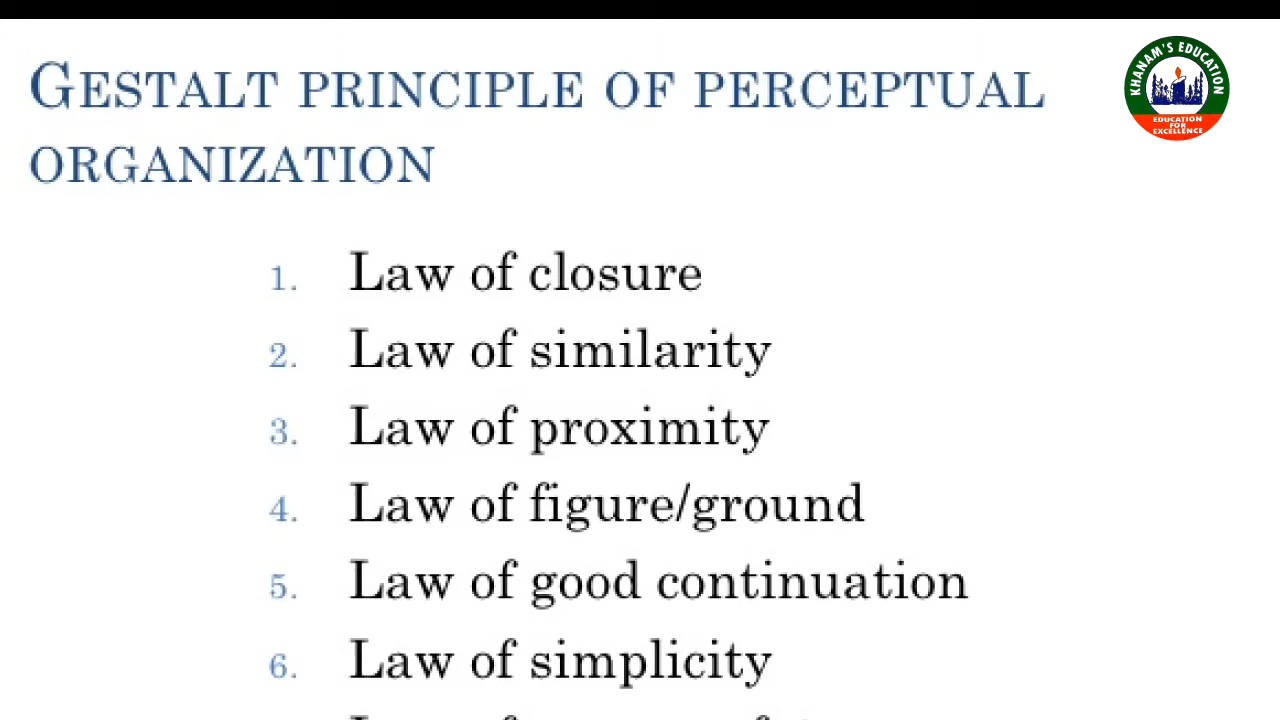 GESTALT PRINCIPLE OF PERCEPTUAL
ORGANIZATION
KHANAM'S EDUCATION
EDUCATION
FOR
EXCELLENCE
1. Law of closure
2. Law of similarity
3. Law of proximity
4. Law of figure/ground
5. Law of good continuation
6. Law of simplicity